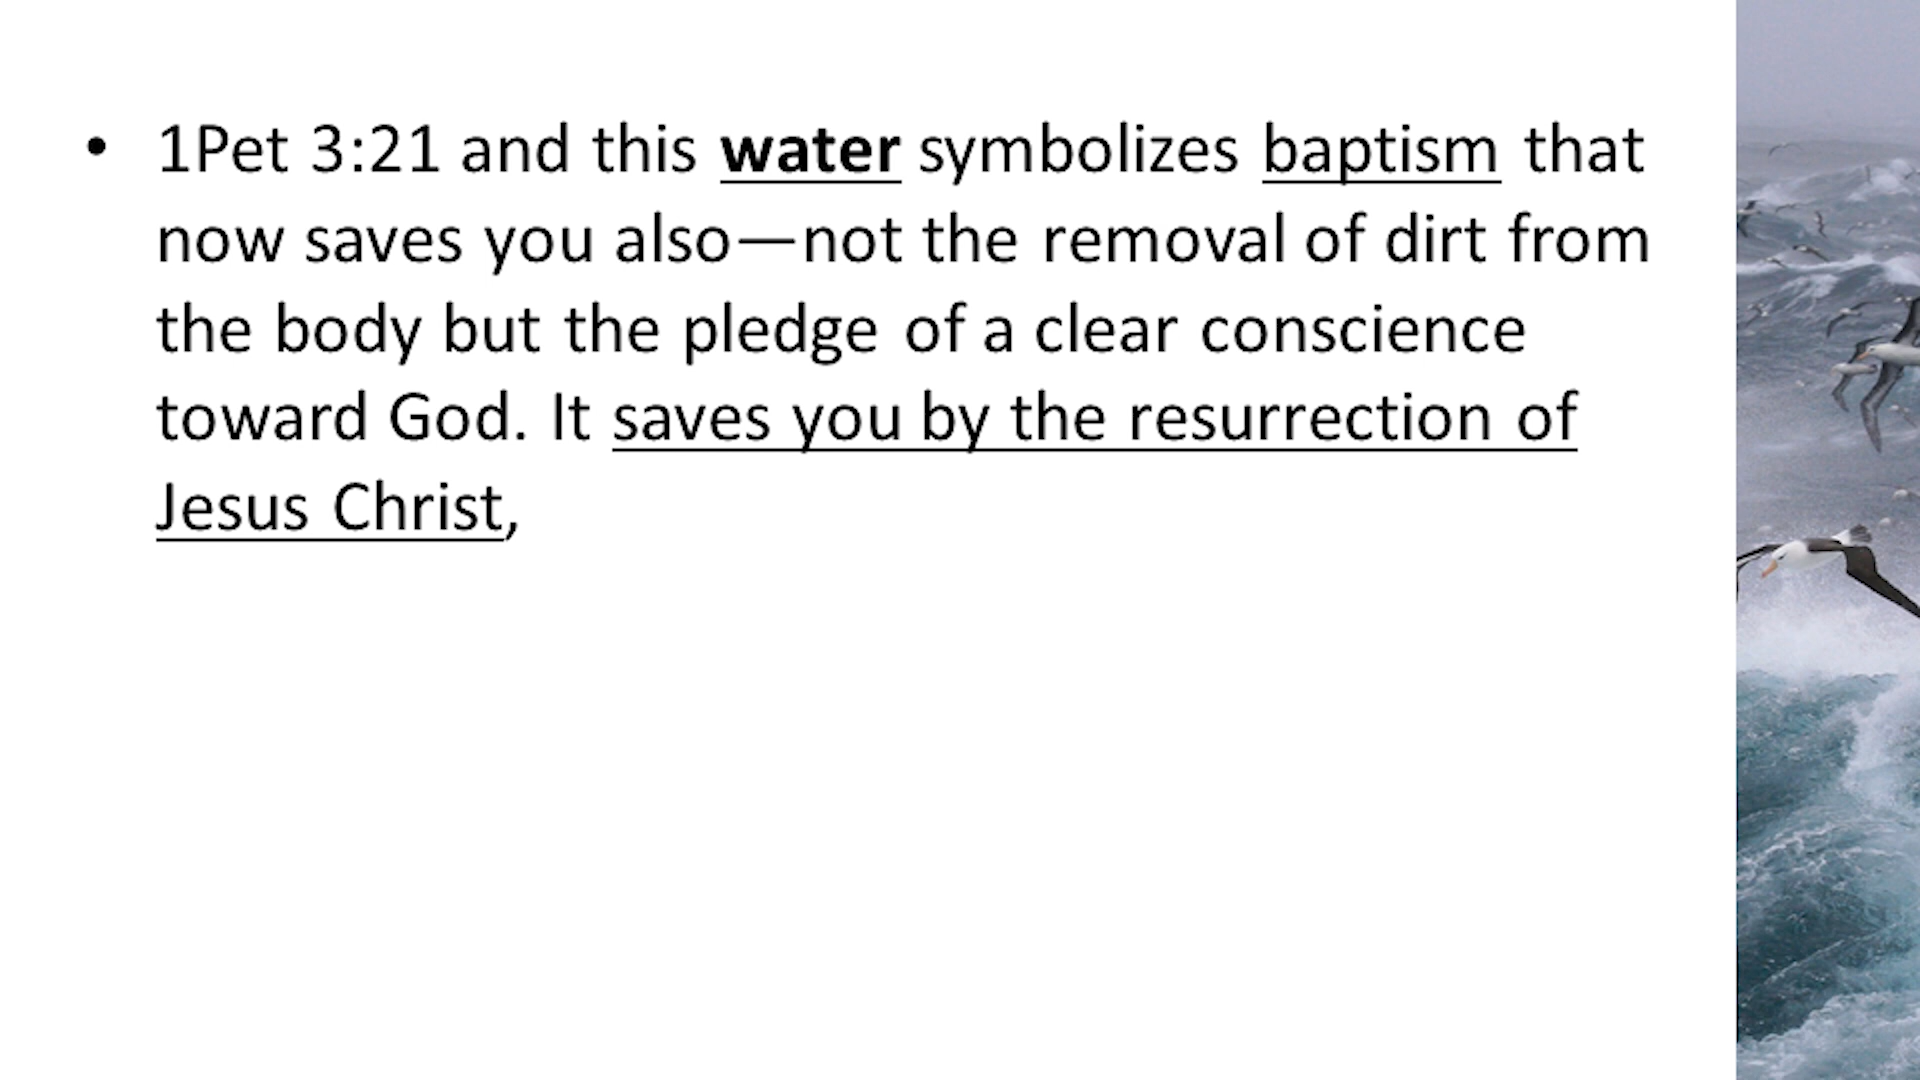 • 1Pet 3:21 and this water symbolizes baptism that
now saves you also—not the removal of dirt from
the body but the pledge of a clear conscience
toward God. It saves you by the resurrection of
Jesus Christ,